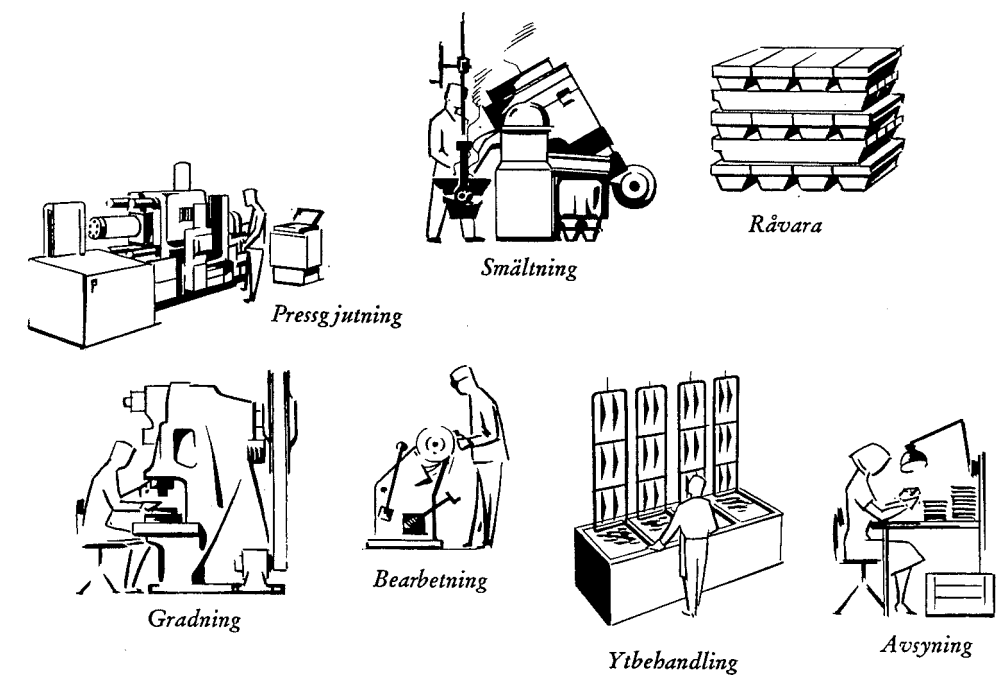 Råvara
Smältning
Pressgjutning
Gradning
Bearbetning
Ytbehandling
Avsyning